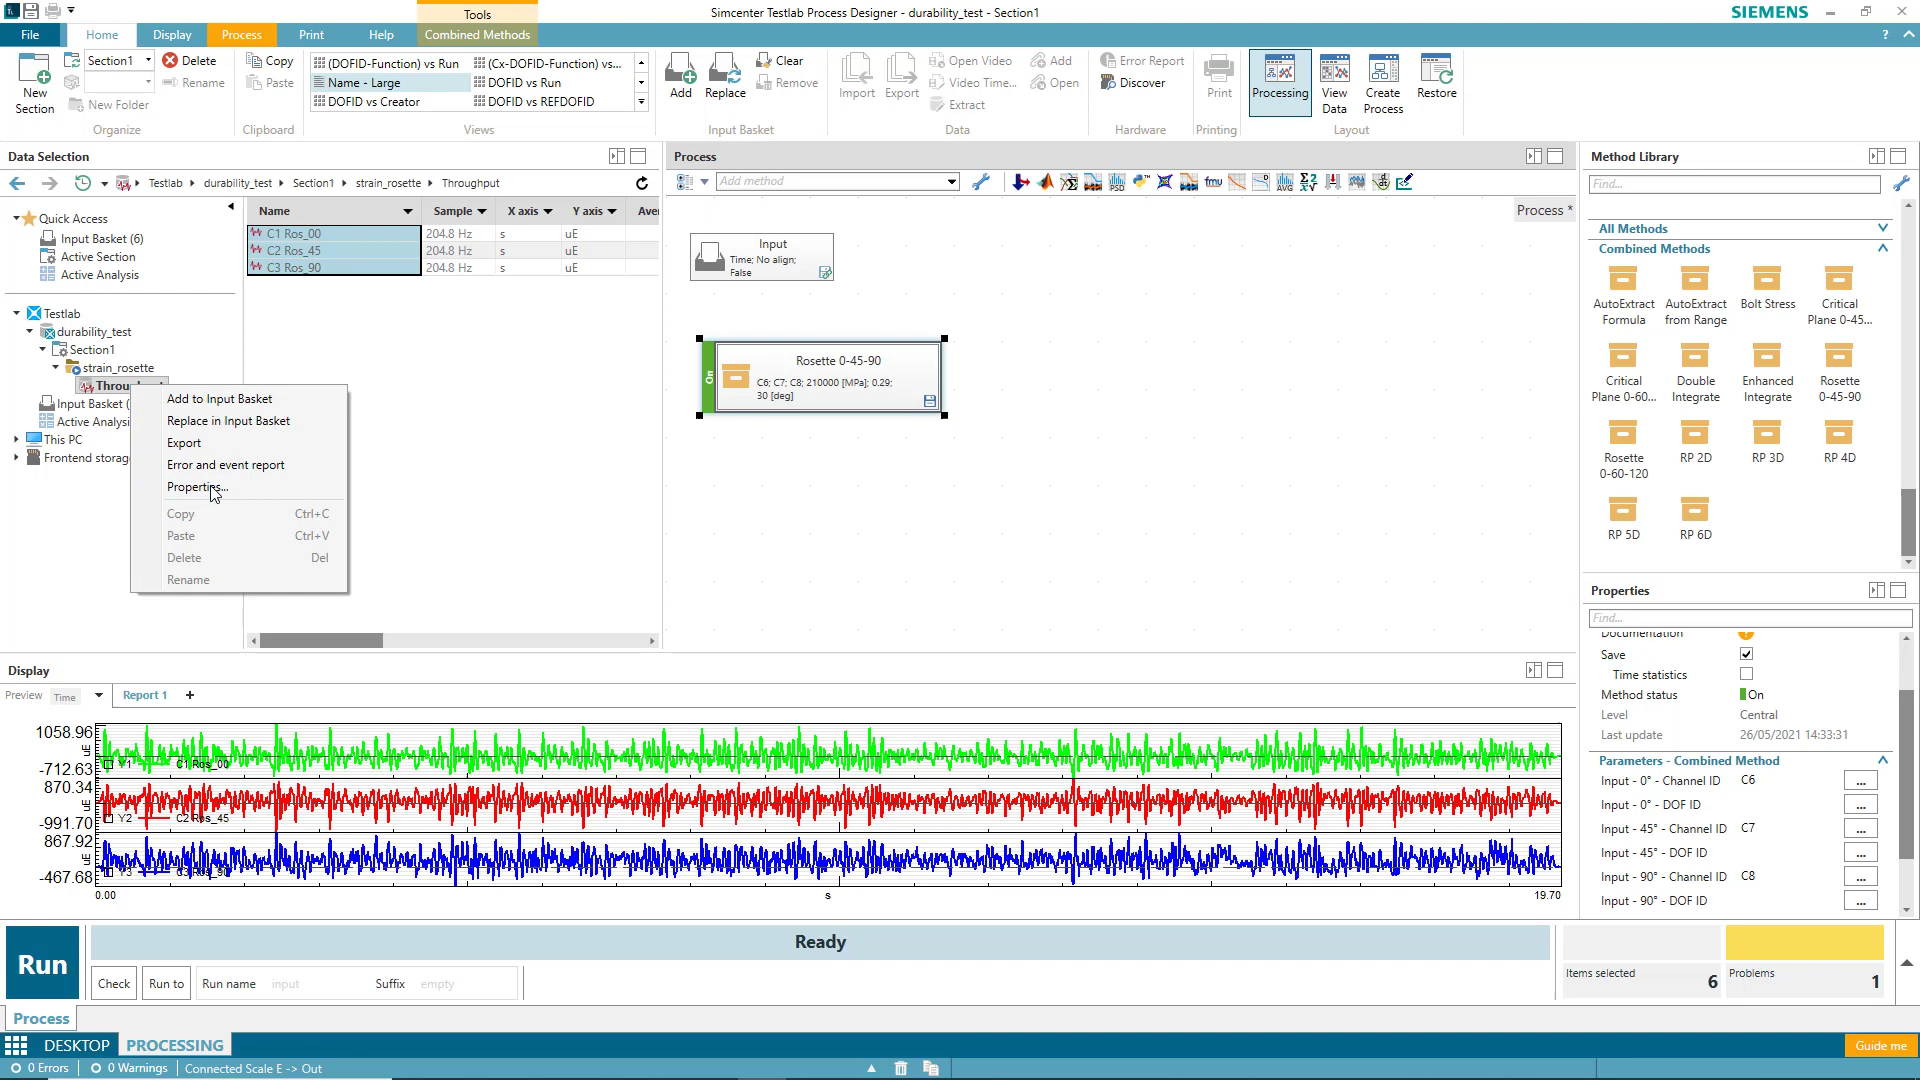 Tools
Simcenter Testlab Process Designer - durability_test - Section1
SIEMENS
File
Home
Display
Process
Print
Help
Combined Methods
New
Section
Section1
Delete
Rename
New Folder
Organize
Copy
Paste
Clipboard
(DOFID-Function) vs Run
(Cx-DOFID-Function) vs...
Name - Large
DOFID vs Run
DOFID vs Creator
DOFID vs REFDOFID
Views
Add
Replace
Clear
Remove
Input Basket
Import
Export
Open Video
Video Time...
Extract
Add
Open
Data
Error Report
Discover
Hardware
Print
Printing
Processing
View
Data
Create
Process
Restore
Layout
Data Selection
Testlab
durability_test
Section1
strain_rosette
Throughput
Quick Access
Input Basket (6)
Active Section
Active Analysis
Testlab
durability_test
Section1
strain_rosette
Input Basket (
Active Analysi
This PC
Frontend storag
Name
Sample
X axis
Y axis
Aver
C1 Ros_00 204.8 Hz s uE
C2 Ros_45 204.8 Hz s uE
C3 Ros_90 204.8 Hz s uE
Add to Input Basket
Replace in Input Basket
Export
Error and event report
Properties...
Copy Ctrl+C
Paste Ctrl+V
Delete Del
Rename
Process
Add method
PSD
fmu
AVG
Process *
Input
Time; No align;
False
On
Rosette 0-45-90
C6; C7; C8; 210000 [MPa]; 0.29;
30 [deg]
Method Library
Find...
All Methods
Combined Methods
AutoExtract
Formula
AutoExtract
from Range
Bolt Stress
Critical
Plane 0-45...
Critical
Plane 0-60...
Double
Integrate
Enhanced
Integrate
Rosette
0-45-90
Rosette
0-60-120
RP 2D
RP 3D
RP 4D
RP 5D
RP 6D
Properties
Find...
Documentation
Save
Time statistics
Method status On
Level Central
Last update 26/05/2021 14:33:31
Parameters - Combined Method
Input - 0° - Channel ID C6 ...
Input - 0° - DOF ID ...
Input - 45° - Channel ID C7 ...
Input - 45° - DOF ID ...
Input - 90° - Channel ID C8 ...
Input - 90° - DOF ID ...
Display
Preview
Time
Report 1 +
1058.96
uE
-712.63
Y1 C1 Ros_00
870.34
uE
-991.70
Y2 C2 Ros_45
867.92
uE
-467.68
Y3 C3 Ros_90
0.00
s
19.70
Run
Ready
Check
Run to
Run name input
Suffix empty
Items selected
6
Problems
1
Process
DESKTOP
PROCESSING
Guide me
0 Errors
0 Warnings
Connected Scale E -> Out